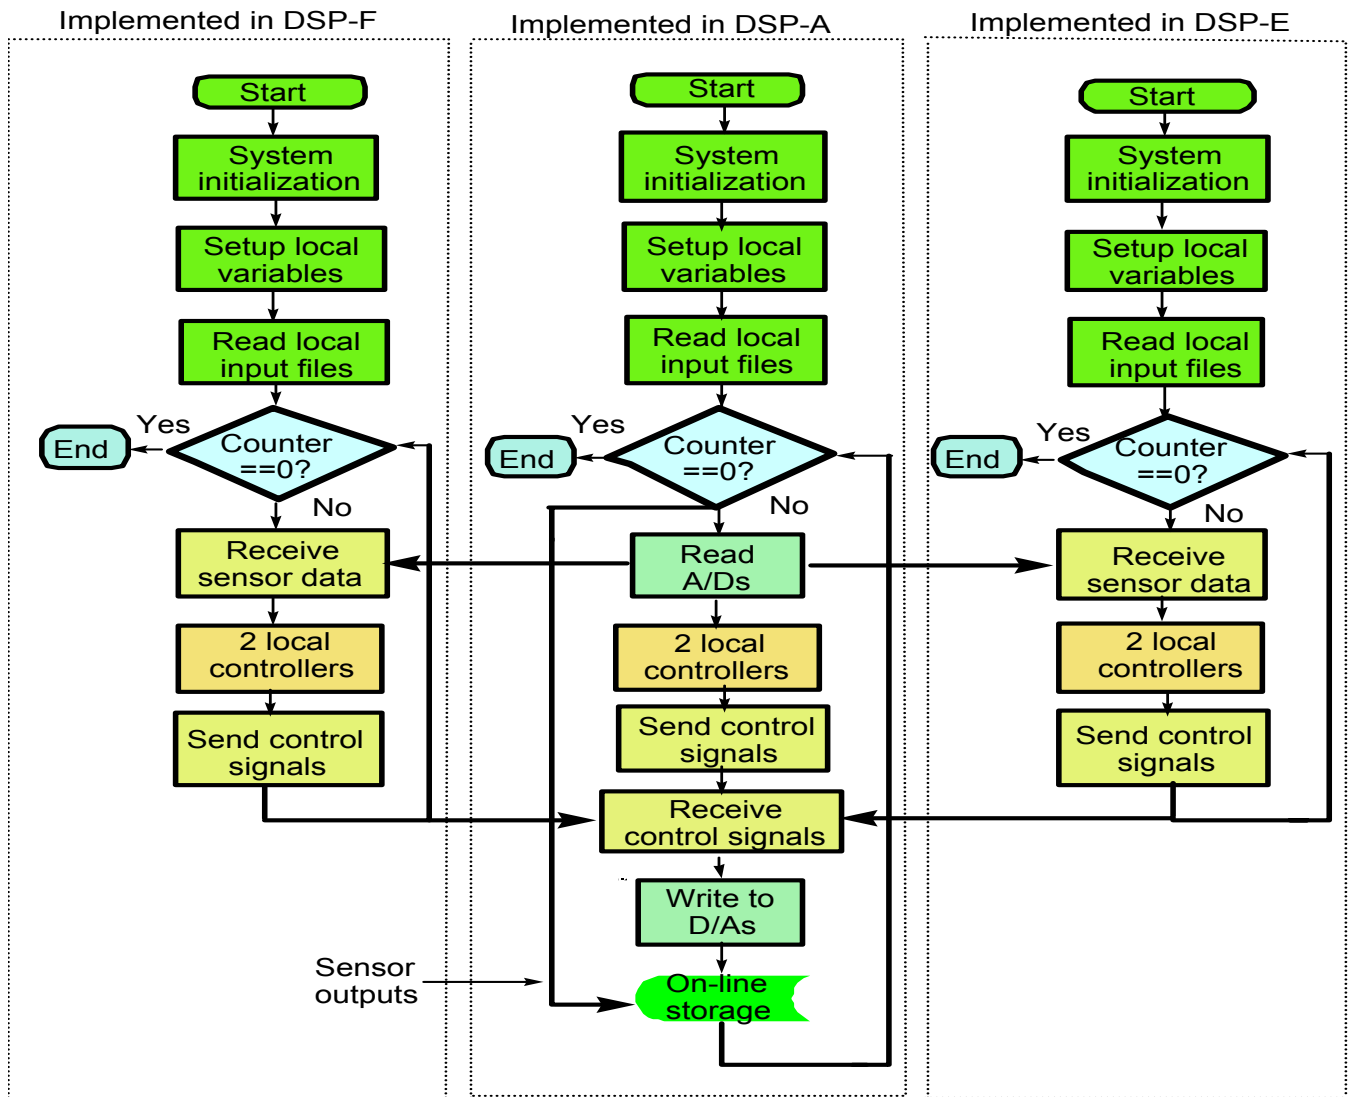 Implemented in DSP-F
Start
System
initialization
Setup local
variables
Read local
input files
Yes
End
Counter
==0?
No
Receive
sensor data
2 local
controllers
Send control
signals
Sensor
outputs
Implemented in DSP-A
Start
System
initialization
Setup local
variables
Read local
input files
Yes
End
Counter
==0?
No
Read
A/Ds
2 local
controllers
Send control
signals
Receive
control signals
Write to
D/As
On-line
storage
Implemented in DSP-E
Start
System
initialization
Setup local
variables
Read local
input files
Yes
End
Counter
==0?
No
Receive
sensor data
2 local
controllers
Send control
signals